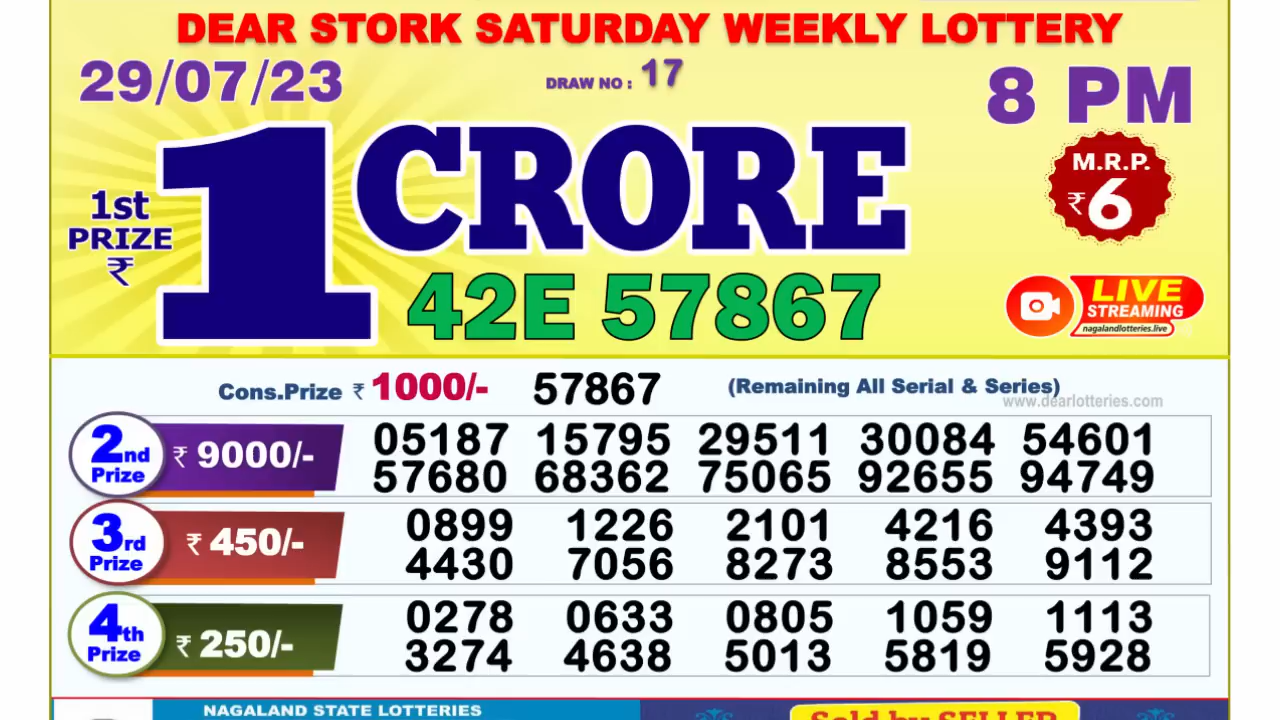 DEAR STORK SATURDAY WEEKLY LOTTERY
29/07/23
DRAW NO : 17
8 PM
1st
PRIZE
₹
1 CRORE
M.R.P.
₹ 6
42E 57867
LIVE
STREAMING
nagalandlotteries.live
Cons.Prize ₹ 1000/- 57867 (Remaining All Serial & Series)
www.dearlotteries.com
2nd Prize ₹ 9000/-
05187 15795 29511 30084 54601
57680 68362 75065 92655 94749
3rd Prize ₹ 450/-
0899 1226 2101 4216 4393
4430 7056 8273 8553 9112
4th Prize ₹ 250/-
0278 0633 0805 1059 1113
3274 4638 5013 5819 5928
NAGALAND STATE LOTTERIES
Sold by SELLER